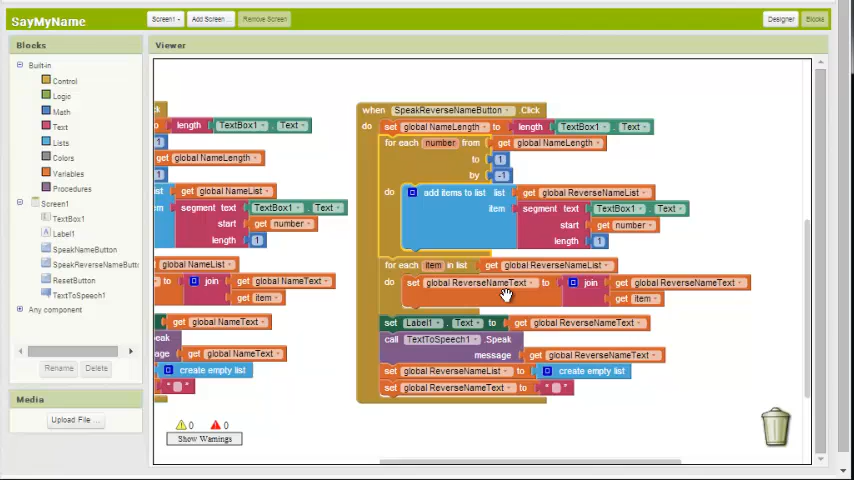 SayMyName
Screen1
Add Screen ...
Remove Screen
Designer
Blocks
Blocks
Viewer
Built-in
Control
Logic
Math
Text
Lists
Colors
Variables
Procedures
Screen1
TextBox1
Label1
SpeakNameButton
SpeakReverseNameButt
ResetButton
TextToSpeech1
Any component
Rename
Delete
Media
Upload File ...
length TextBox1 . Text
get global NameLength
get global NameList
segment text TextBox1 . Text
start get number
length 1
global NameList
to join get global NameText
get item
get global NameText
get global NameText
create empty list
0 0
Show Warnings
when SpeakReverseNameButton .Click
do set global NameLength to length TextBox1 . Text
for each number from get global NameLength
to 1
by -1
do add items to list list get global ReverseNameList
item segment text TextBox1 . Text
start get number
length 1
for each item in list get global ReverseNameList
do set global ReverseNameText to join get global ReverseNameText
get item
set Label1 . Text to get global ReverseNameText
call TextToSpeech1 .Speak
message get global ReverseNameText
set global ReverseNameList to create empty list
set global ReverseNameText to " "